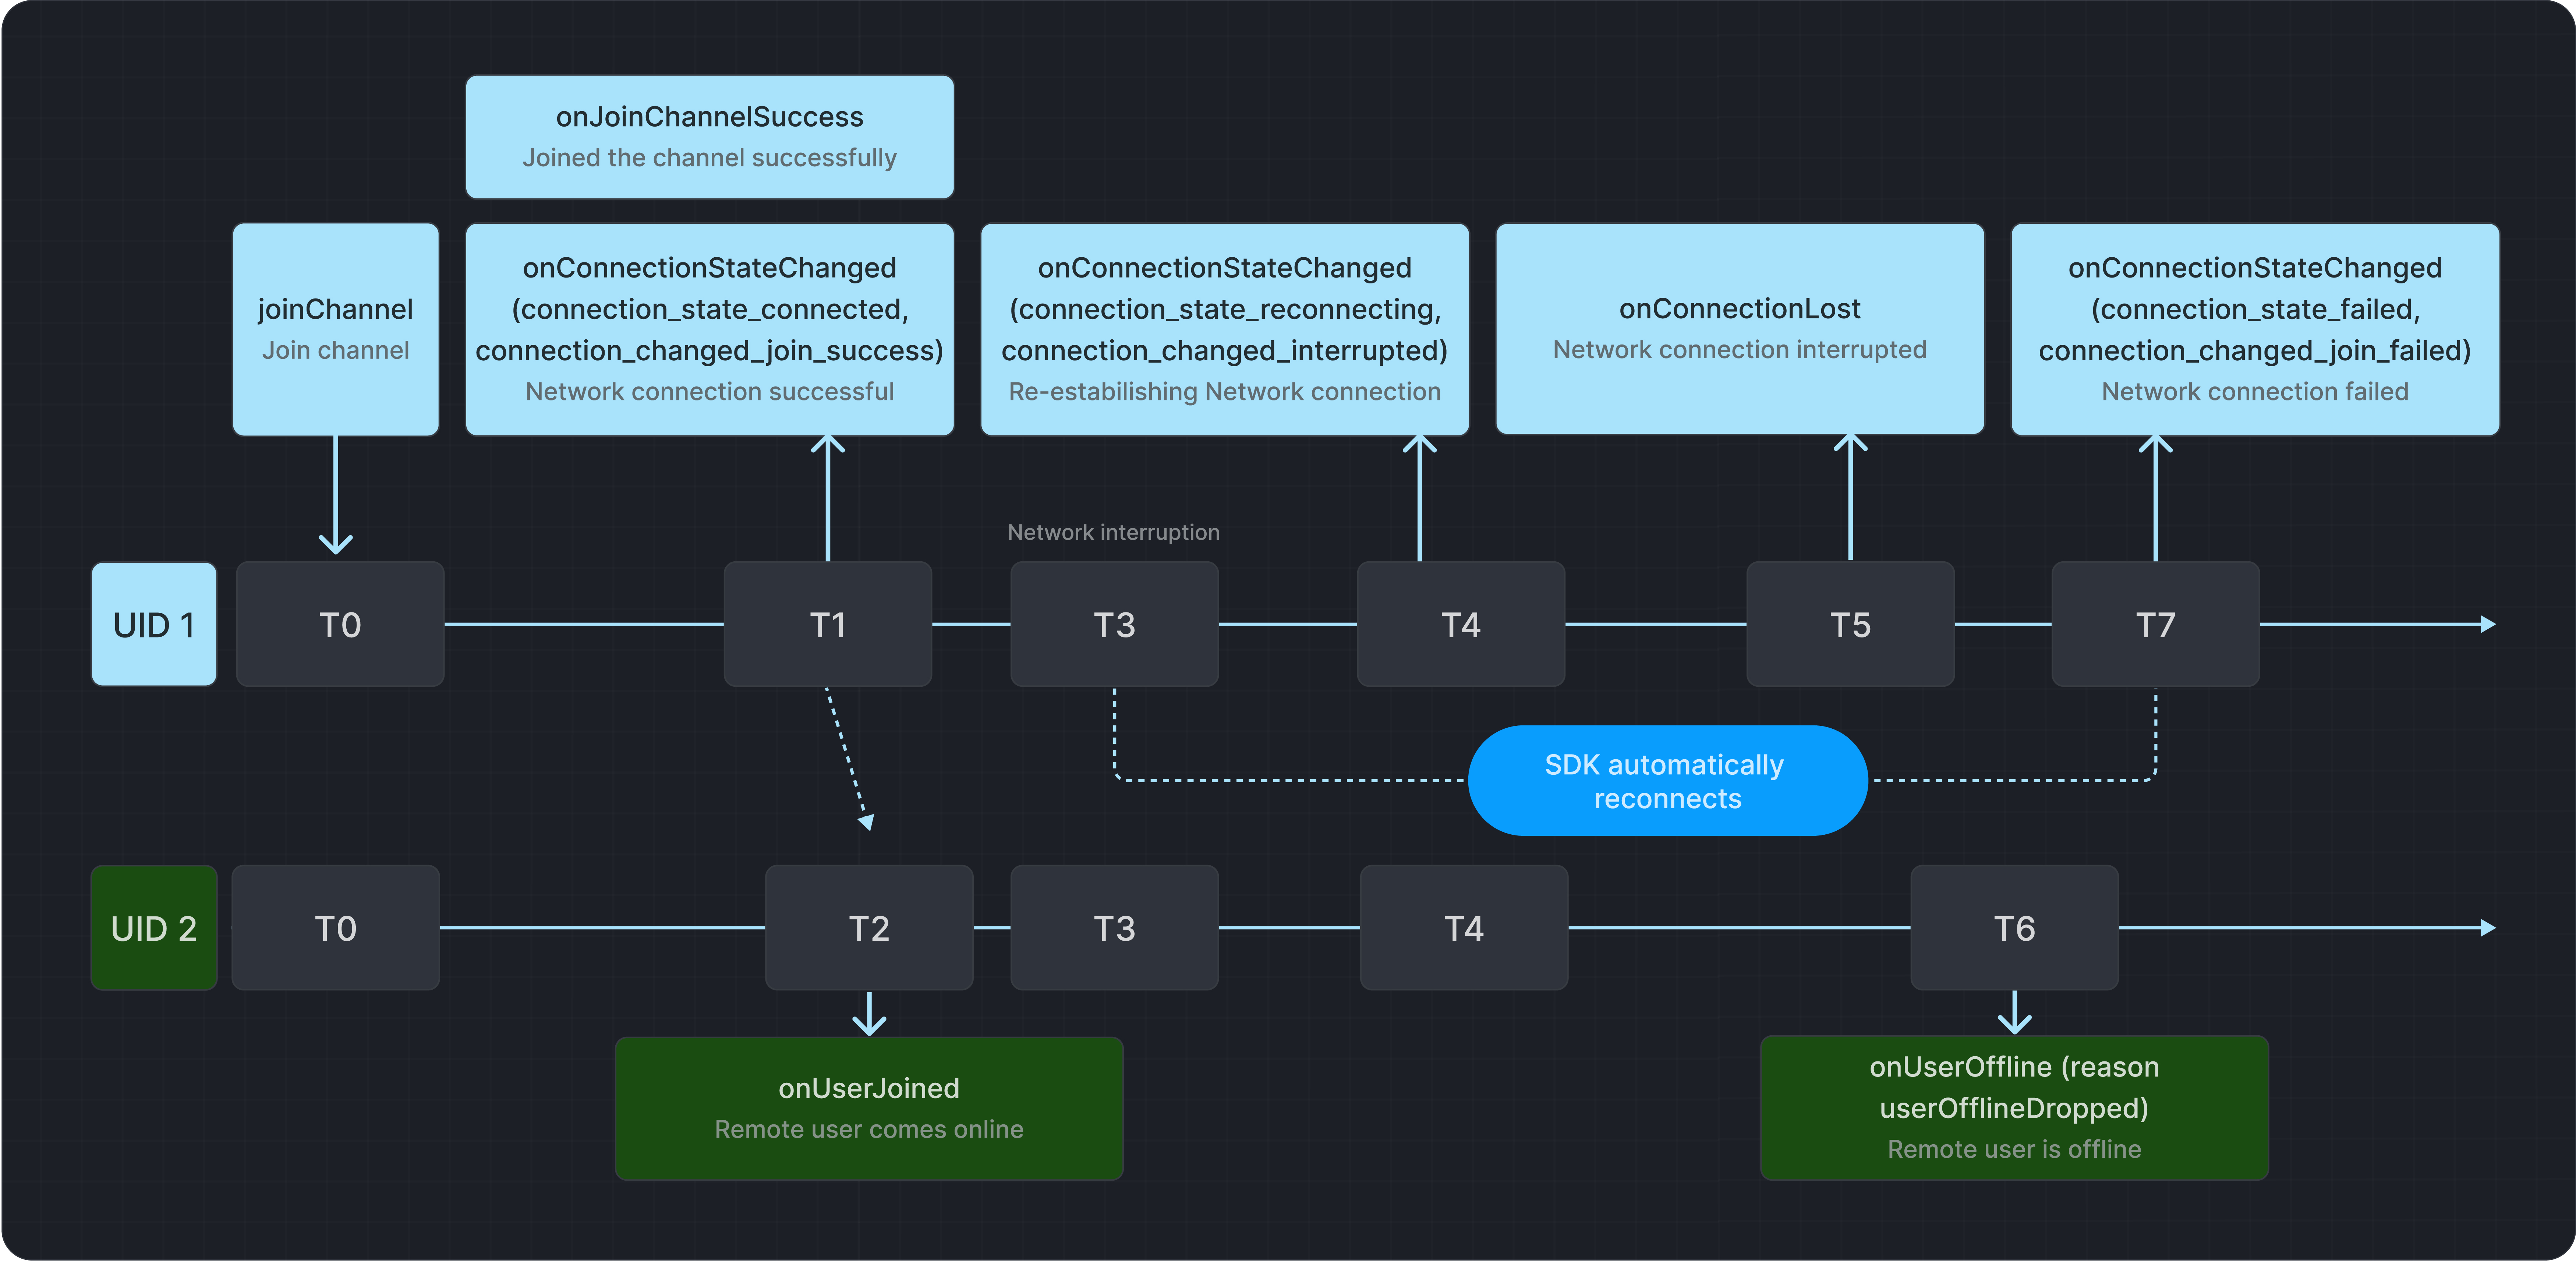 onJoinChannelSuccess
Joined the channel successfully
joinChannel
Join channel
onConnectionStateChanged
(connection_state_connected,
connection_changed_join_success)
Network connection successful
onConnectionStateChanged
(connection_state_reconnecting,
connection_changed_interrupted)
Re-estabilishing Network connection
onConnectionLost
Network connection interrupted
onConnectionStateChanged
(connection_state_failed,
connection_changed_join_failed)
Network connection failed
Network interruption
UID 1
T0
T1
T3
T4
T5
T7
SDK automatically
reconnects
UID 2
T0
T2
T3
T4
T6
onUserJoined
Remote user comes online
onUserOffline (reason
userOfflineDropped)
Remote user is offline